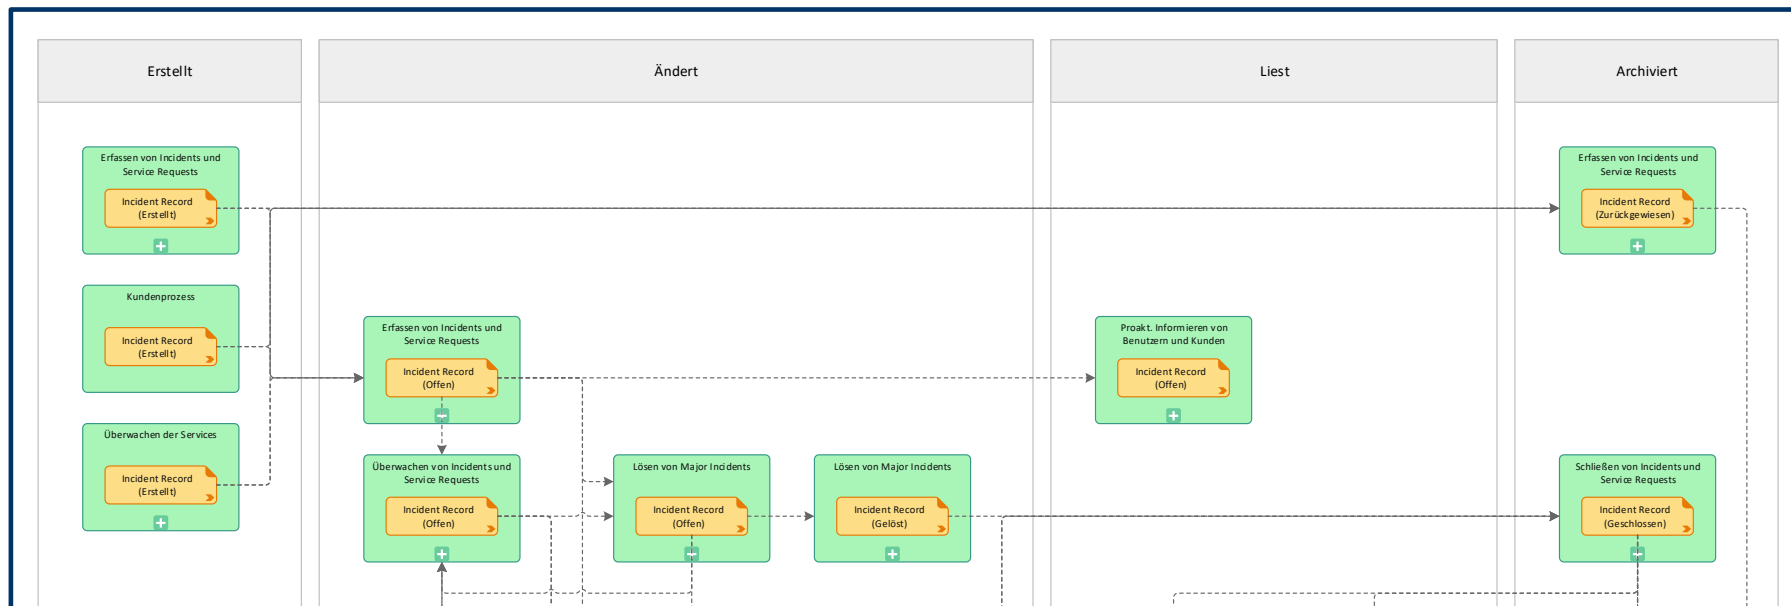 Erstellt
Ändert
Liest
Archiviert
Erfassen von Incidents und
Service Requests
Incident Record
(Erstellt)
Erfassen von Incidents und
Service Requests
Incident Record
(Zurückgewiesen)
Kundenprozess
Incident Record
(Erstellt)
Erfassen von Incidents und
Service Requests
Incident Record
(Offen)
Proakt. Informieren von
Benutzern und Kunden
Incident Record
(Offen)
Überwachen der Services
Incident Record
(Erstellt)
Überwachen von Incidents und
Service Requests
Incident Record
(Offen)
Lösen von Major Incidents
Incident Record
(Offen)
Lösen von Major Incidents
Incident Record
(Gelöst)
Schließen von Incidents und
Service Requests
Incident Record
(Geschlossen)